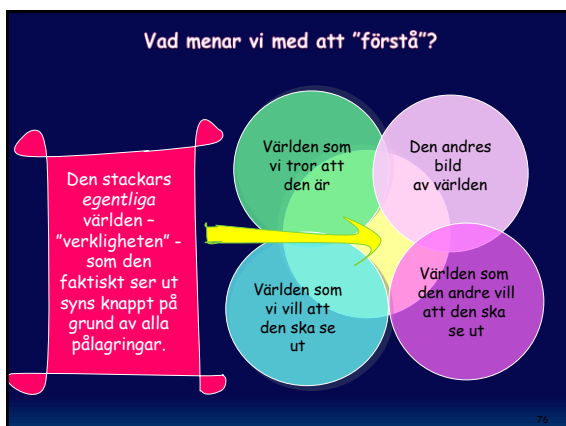 Vad menar vi med att ”förstå”?
Den stackars
egentliga
världen –
”verkligheten” -
som den
faktiskt ser ut
syns knappt på
grund av alla
pålagringar.
Världen som
vi tror att
den är
Den andres
bild
av världen
Världen som
vi vill att
den ska se
ut
Världen som
den andre vill
att den ska
se ut
76